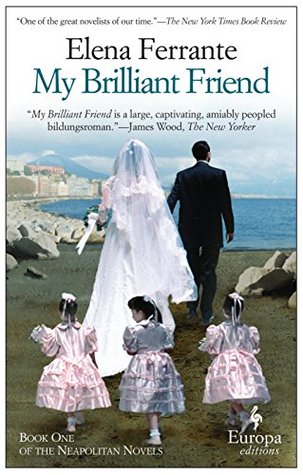 “One of the great novelists of our time.”—The New York Times Book Review
Elena Ferrante
My Brilliant Friend
“My Brilliant Friend is a large, captivating, amiably peopled
bildungsroman.”—James Wood, The New Yorker
Book One
of the Neapolitan Novels
Europa
editions